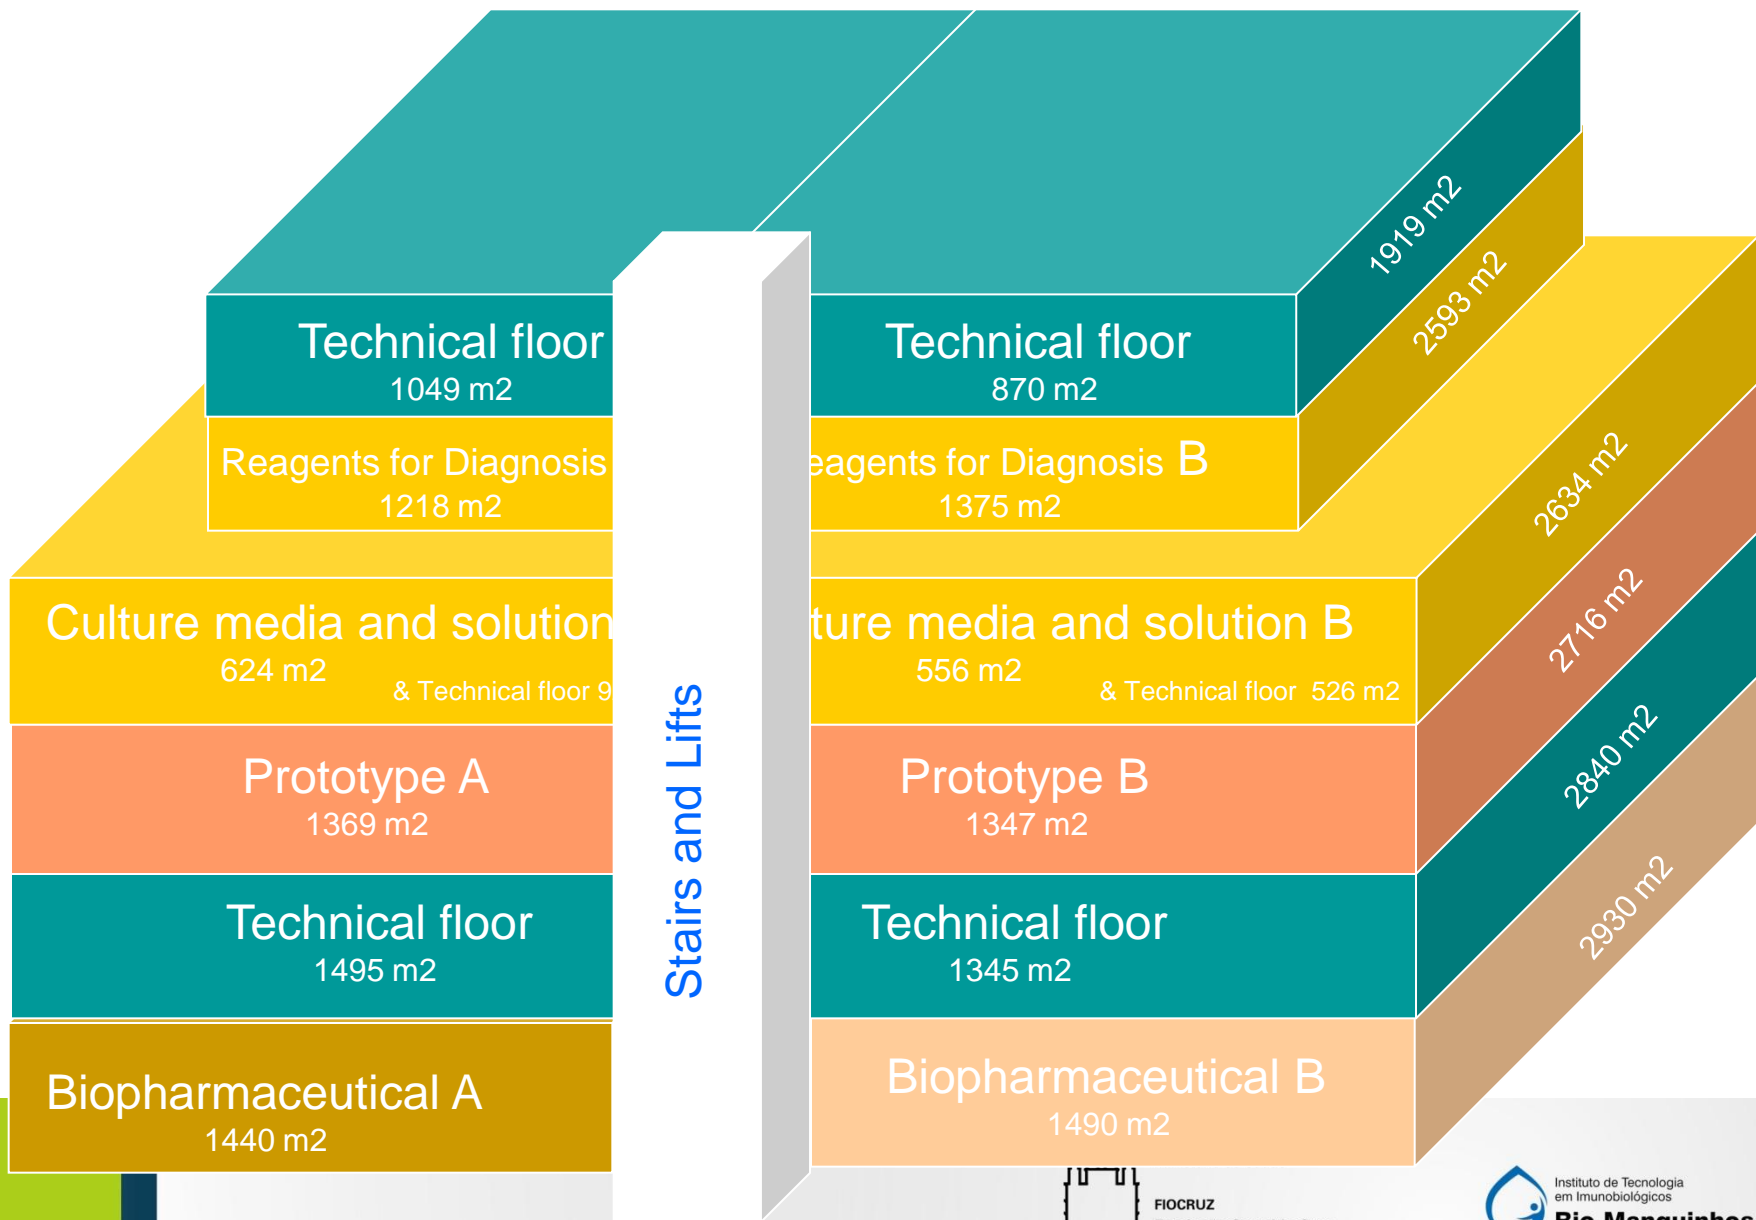 Technical floor
1049 m2
Technical floor
870 m2
1919 m2
Reagents for Diagnosis
1218 m2
eagents for Diagnosis B
1375 m2
2593 m2
Culture media and solution
624 m2
& Technical floor 9
ture media and solution B
556 m2
& Technical floor 526 m2
2634 m2
Prototype A
1369 m2
Prototype B
1347 m2
2716 m2
Technical floor
1495 m2
Technical floor
1345 m2
2840 m2
Biopharmaceutical A
1440 m2
Biopharmaceutical B
1490 m2
2930 m2
Stairs and Lifts
FIOCRUZ
Instituto de Tecnologia
em Imunobiológicos
Bio-Manguinhos